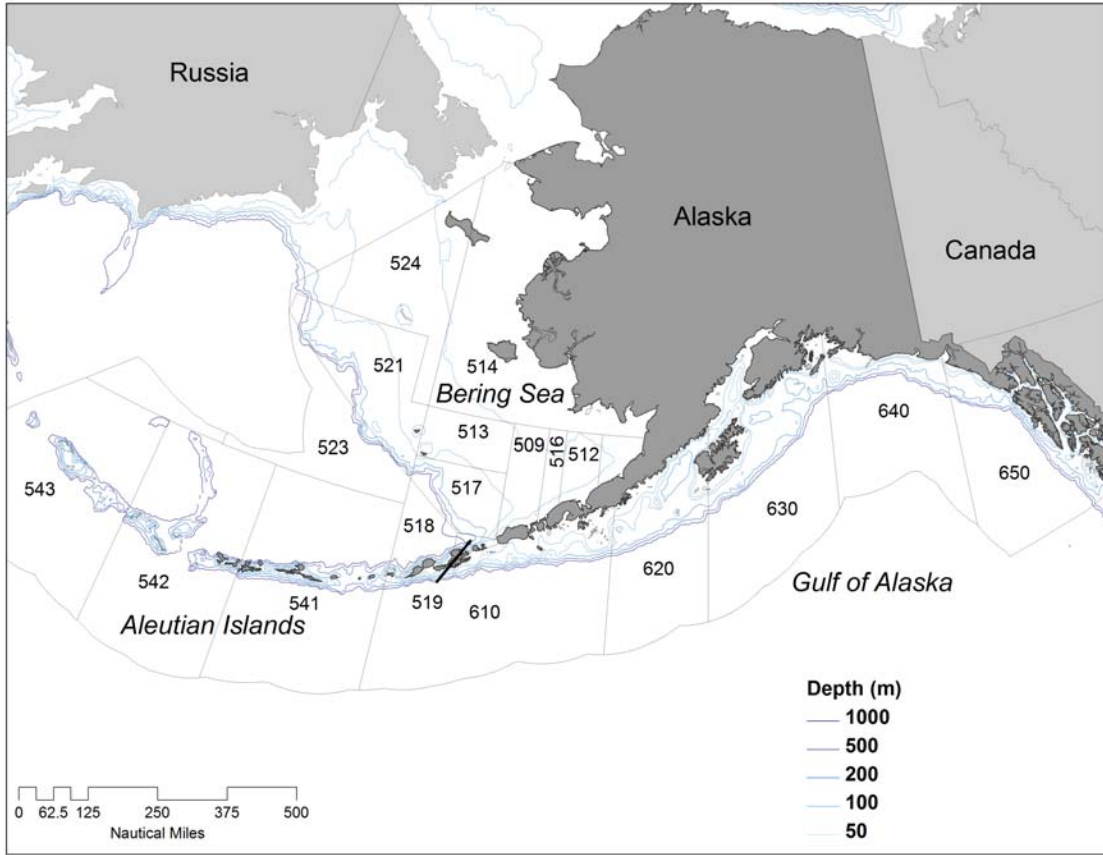 Russia
Alaska
Canada
524
521
514
Bering Sea
513
509
516
512
523
517
518
543
542
541
519
610
620
630
640
650
Aleutian Islands
Gulf of Alaska
Depth (m)
1000
500
200
100
50
0 62.5 125 250 375 500
Nautical Miles